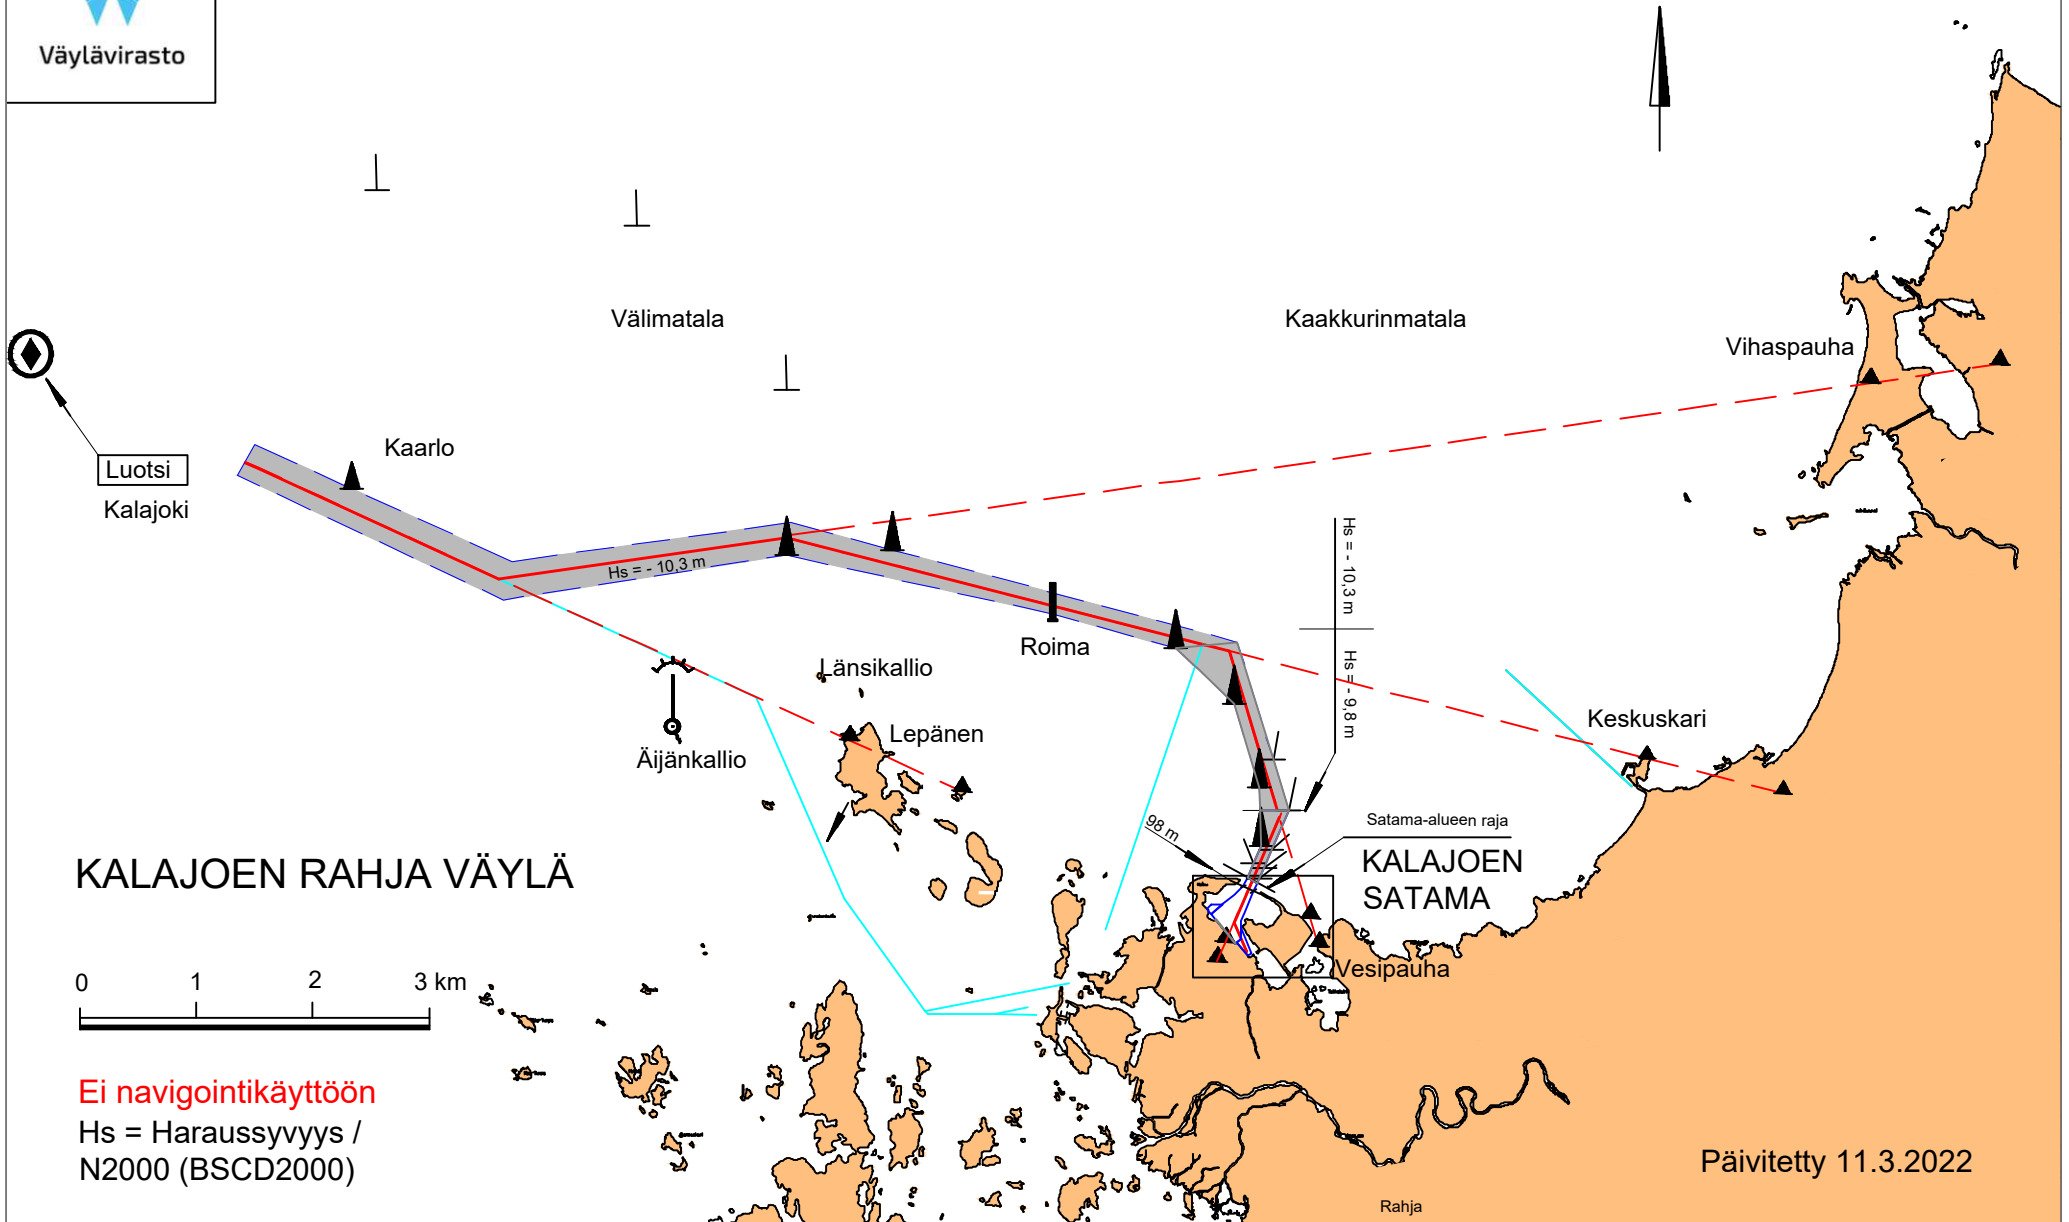 Väylävirasto
Välimatala
Kaakkurinmatala
Vihaspauha
Kaarlo
Luotsi
Kalajoki
Hs = - 10,3 m
Hs = - 10,3 m
Hs = - 9,8 m
Roima
Länsikallio
Lepänen
Äijänkallio
Keskuskari
98 m
Satama-alueen raja
KALAJOEN
SATAMA
Vesipauha
KALAJOEN RAHJA VÄYLÄ
0 1 2 3 km
Ei navigointikäyttöön
Hs = Haraussyvyys /
N2000 (BSCD2000)
Päivitetty 11.3.2022
Rahja